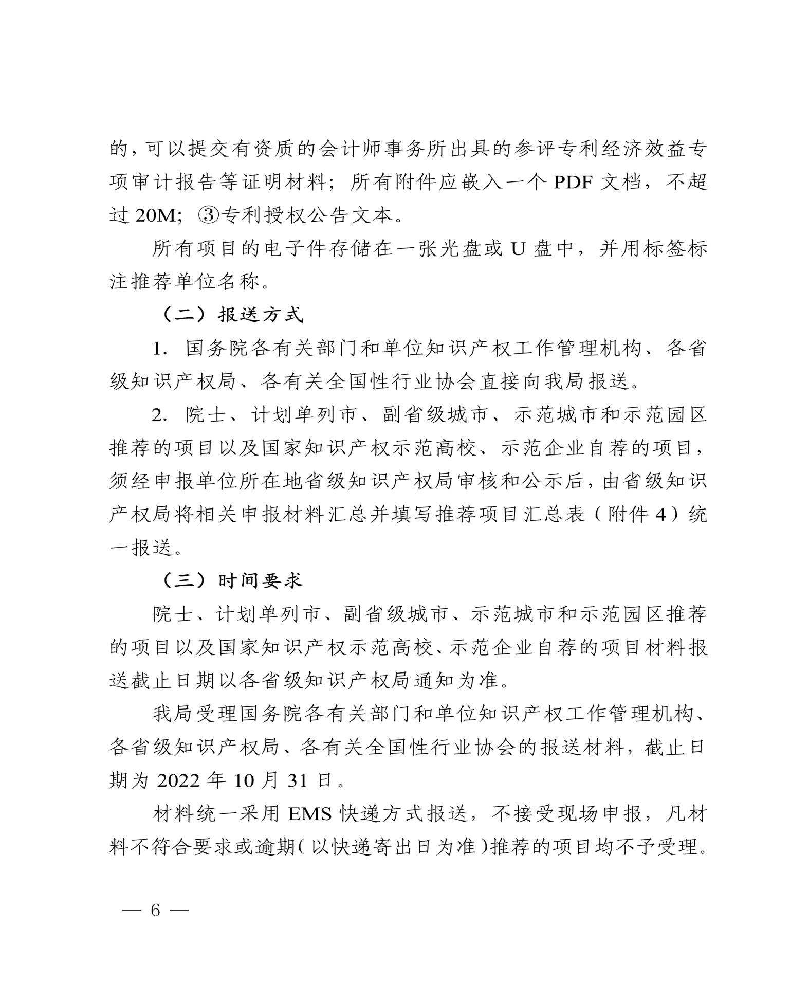 的，可以提交有资质的会计师事务所出具的参评专利经济效益专
项审计报告等证明材料；所有附件应嵌入一个 PDF 文档，不超
过 20M；③专利授权公告文本。
所有项目的电子件存储在一张光盘或 U 盘中，并用标签标
注推荐单位名称。
（二）报送方式
1. 国务院各有关部门和单位知识产权工作管理机构、各省
级知识产权局、各有关全国性行业协会直接向我局报送。
2. 院士、计划单列市、副省级城市、示范城市和示范园区
推荐的项目以及国家知识产权示范高校、示范企业自荐的项目，
须经申报单位所在地省级知识产权局审核和公示后，由省级知识
产权局将相关申报材料汇总并填写推荐项目汇总表（附件 4）统
一报送。
（三）时间要求
院士、计划单列市、副省级城市、示范城市和示范园区推荐
的项目以及国家知识产权示范高校、示范企业自荐的项目材料报
送截止日期以各省级知识产权局通知为准。
我局受理国务院各有关部门和单位知识产权工作管理机构、
各省级知识产权局、各有关全国性行业协会的报送材料，截止日
期为 2022 年 10 月 31 日。
材料统一采用 EMS 快递方式报送，不接受现场申报，凡材
料不符合要求或逾期（以快递寄出日为准）推荐的项目均不予受理。
— 6 —